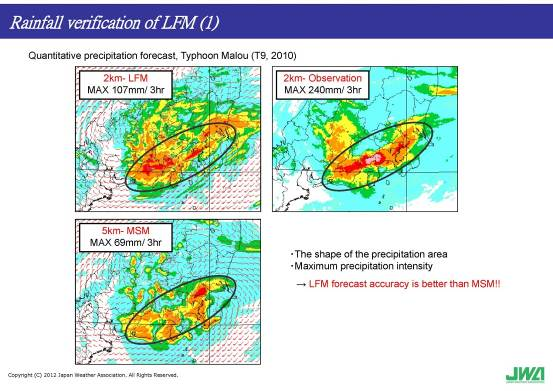 Rainfall verification of LFM (1)
Quantitative precipitation forecast, Typhoon Malou (T9, 2010)
2km- LFM
MAX 107mm/ 3hr
2km- Observation
MAX 240mm/ 3hr
5km- MSM
MAX 69mm/ 3hr
・The shape of the precipitation area
・Maximum precipitation intensity
→ LFM forecast accuracy is better than MSM!!
Copyright (C) 2012 Japan Weather Association. All Rights Reserved.
JWA